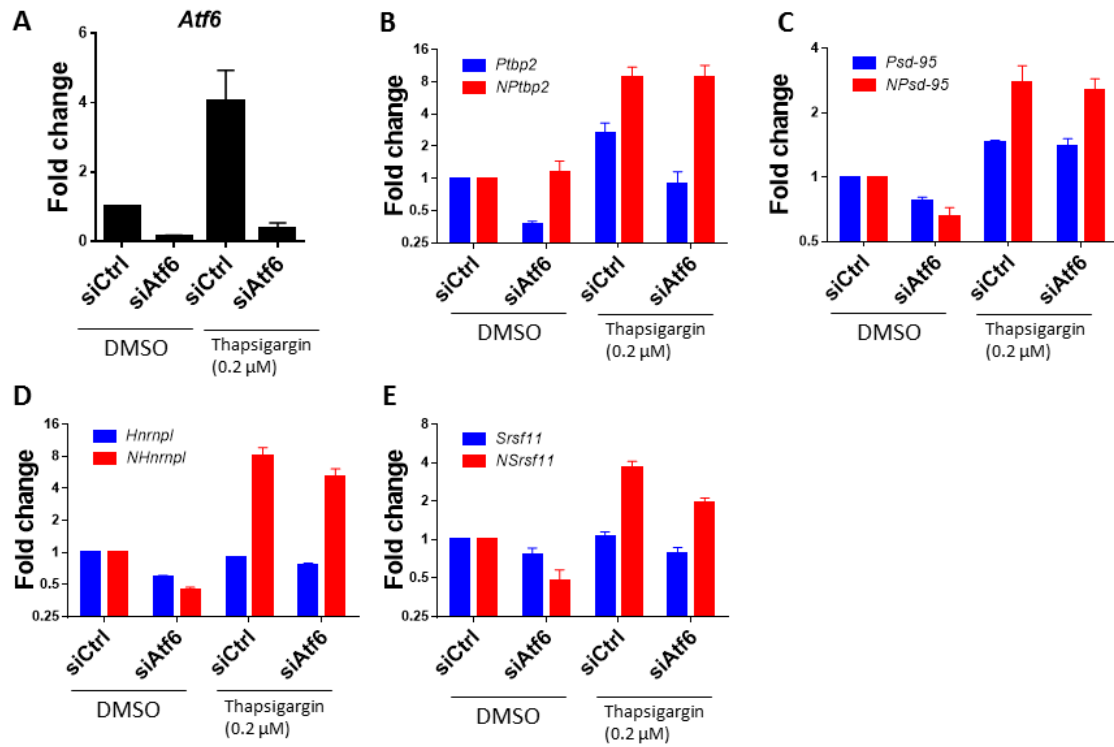 A
Atf6
Fold change
6
4
2
0
siCtrl
siAtf6
siCtrl
siAtf6
DMSO
Thapsigargin
(0.2 µM)
B
Ptbp2
NPtbp2
Fold change
16
8
4
2
1
0.5
0.25
siCtrl
siAtf6
siCtrl
siAtf6
DMSO
Thapsigargin
(0.2 µM)
C
Psd-95
NPsd-95
Fold change
4
2
1
0.5
siCtrl
siAtf6
siCtrl
siAtf6
DMSO
Thapsigargin
(0.2 µM)
D
Hnrnpl
NHnrnpl
Fold change
16
8
4
2
1
0.5
0.25
siCtrl
siAtf6
siCtrl
siAtf6
DMSO
Thapsigargin
(0.2 µM)
E
Srsf11
NSrsf11
Fold change
8
4
2
1
0.5
0.25
siCtrl
siAtf6
siCtrl
siAtf6
DMSO
Thapsigargin
(0.2 µM)